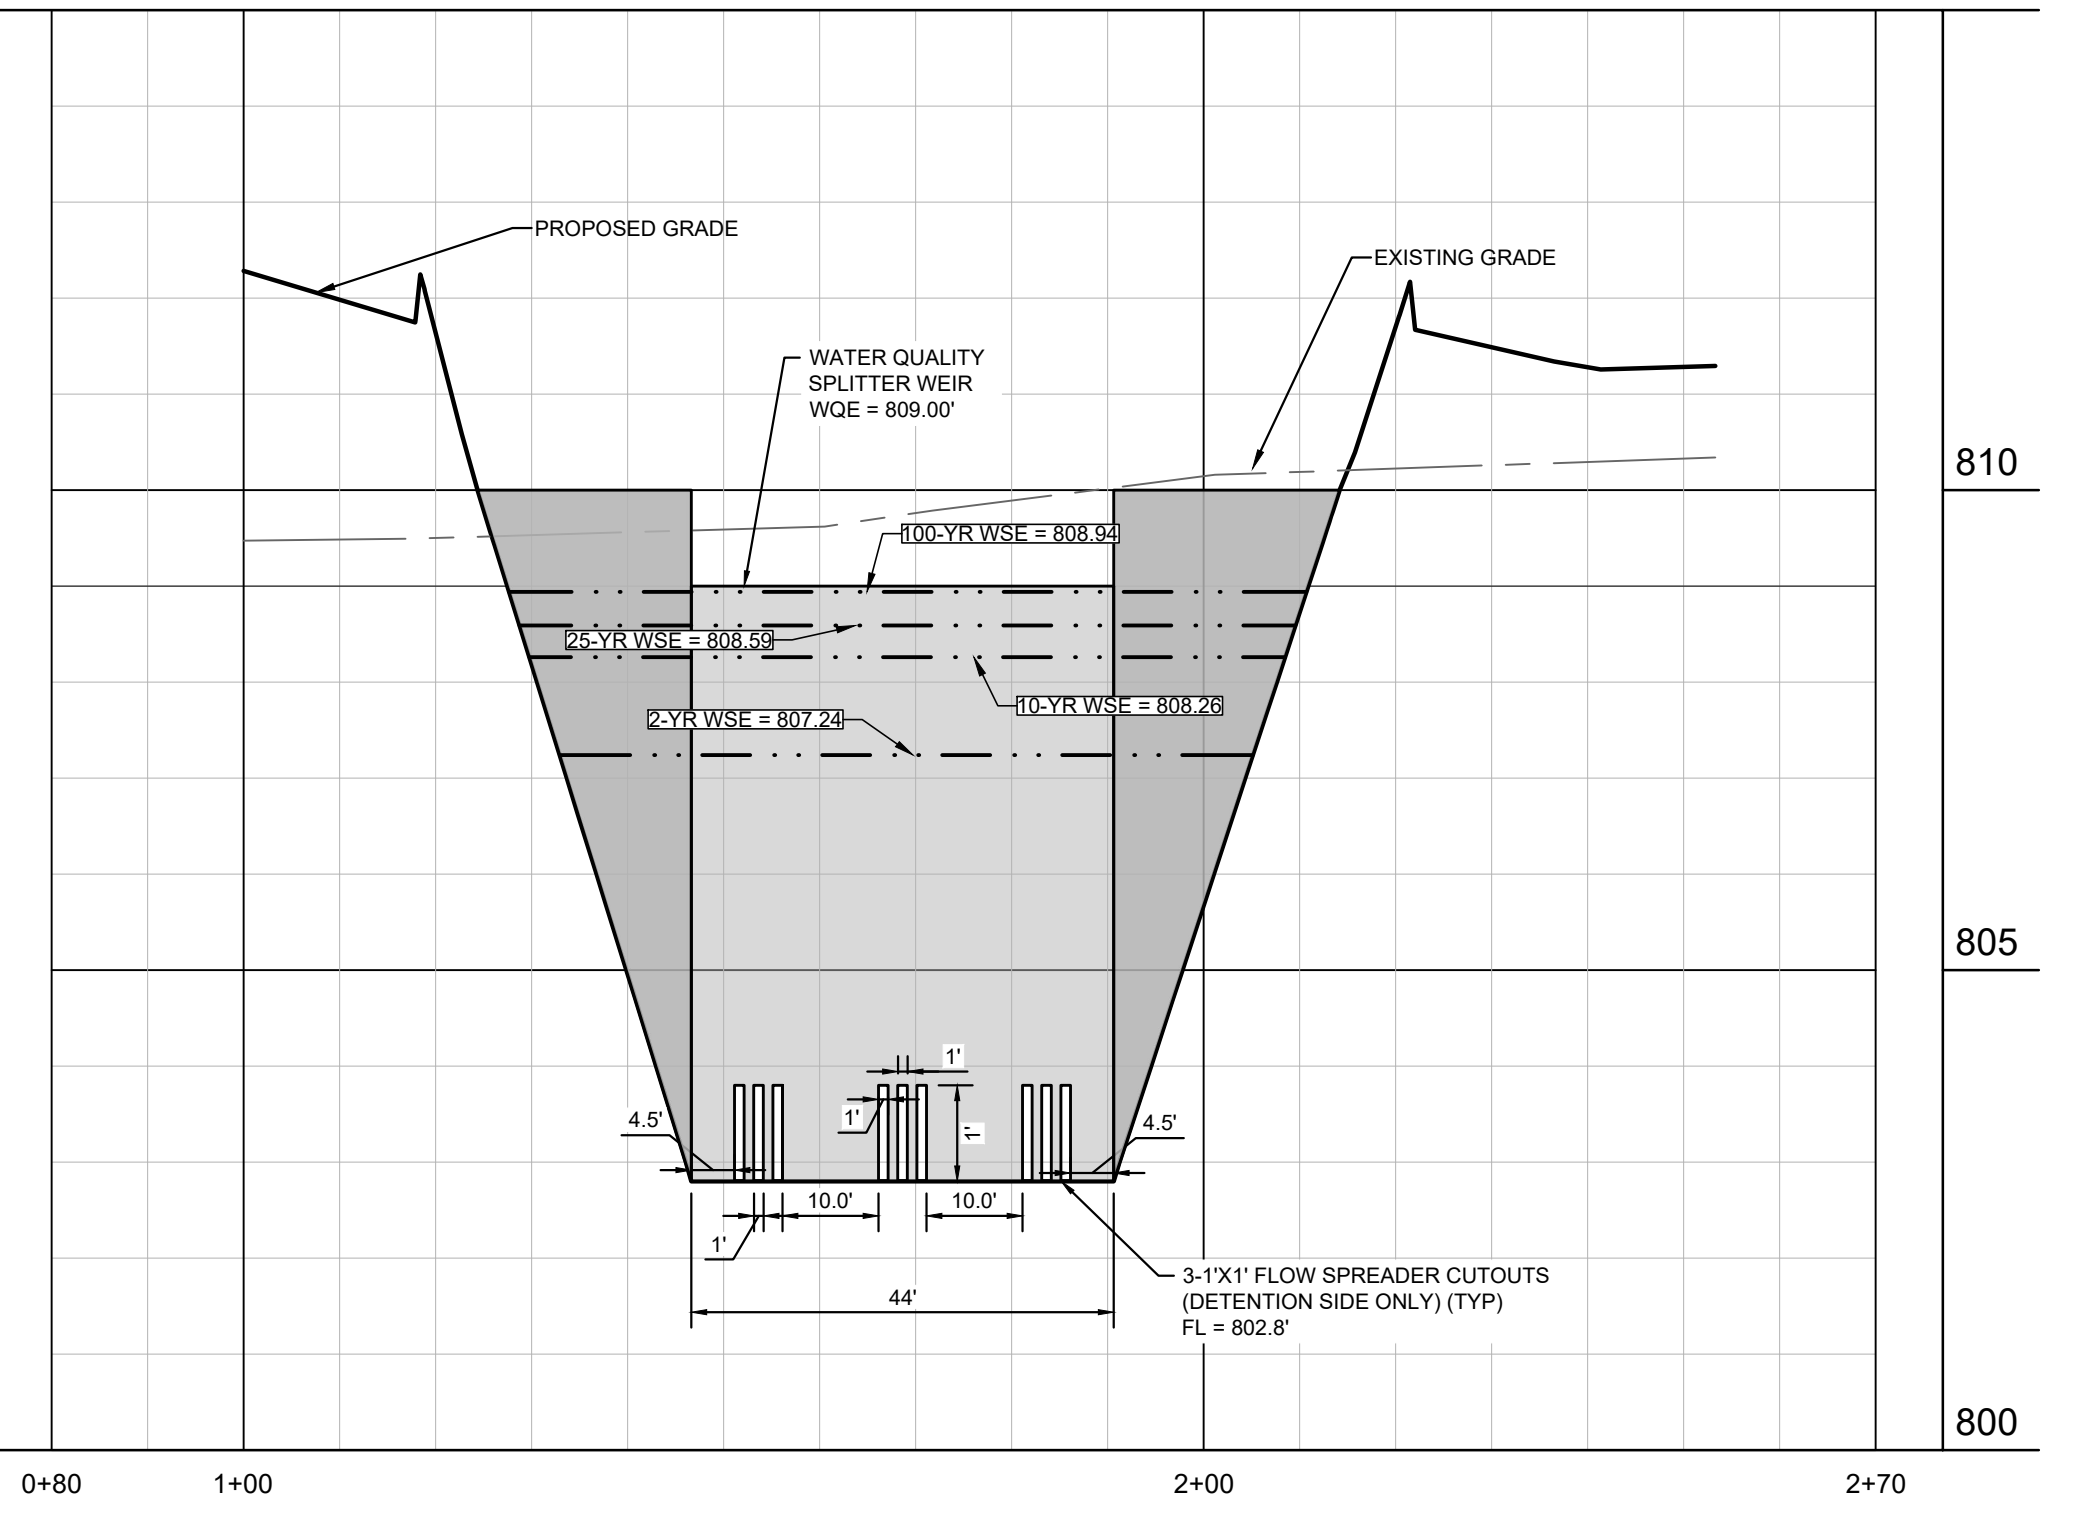 PROPOSED GRADE
EXISTING GRADE
WATER QUALITY
SPLITTER WEIR
WQE = 809.00'
810
100-YR WSE = 808.94
25-YR WSE = 808.59
10-YR WSE = 808.26
2-YR WSE = 807.24
805
1'
4.5'
1'
1'
4.5'
10.0'
10.0'
1'
3-1'X1' FLOW SPREADER CUTOUTS
(DETENTION SIDE ONLY) (TYP)
FL = 802.8'
44'
800
0+80
1+00
2+00
2+70